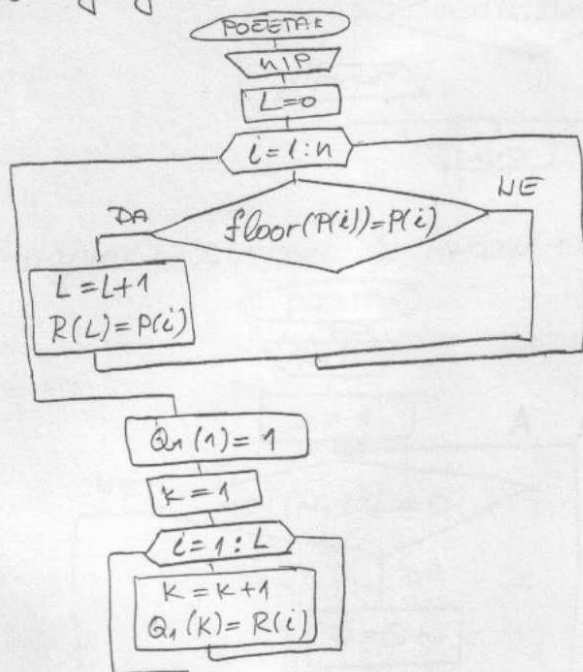 POČETAK
n, P
L=0
i=1:n
DA
NE
floor(P(i))=P(i)
L=L+1
R(L)=P(i)
Q1(1)=1
k=1
i=1:L
k=k+1
Q1(k)=R(i)